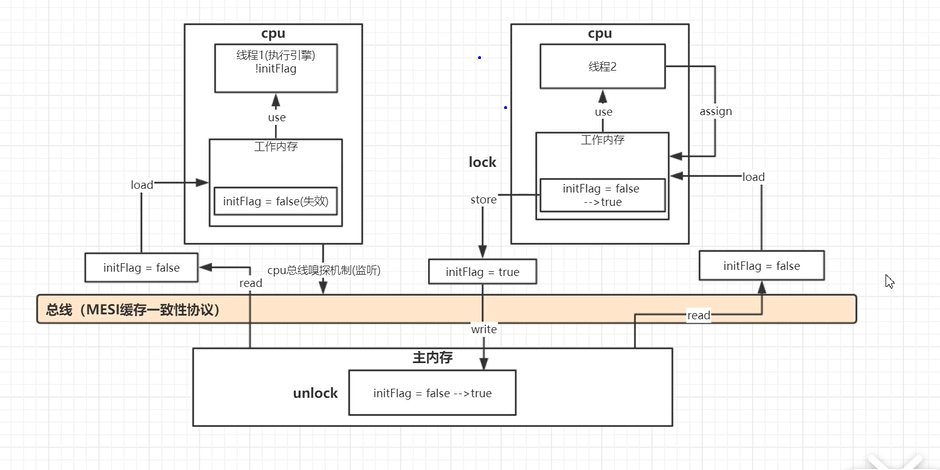 cpu
线程1(执行引擎)
!initFlag
use
工作内存
initFlag = false(失效)
load
initFlag = false
read
cpu总线嗅探机制(监听)
cpu
线程2
use
assign
工作内存
initFlag = false
-->true
lock
store
load
initFlag = true
initFlag = false
总线（MESI缓存一致性协议）
write
read
主内存
unlock
initFlag = false -->true